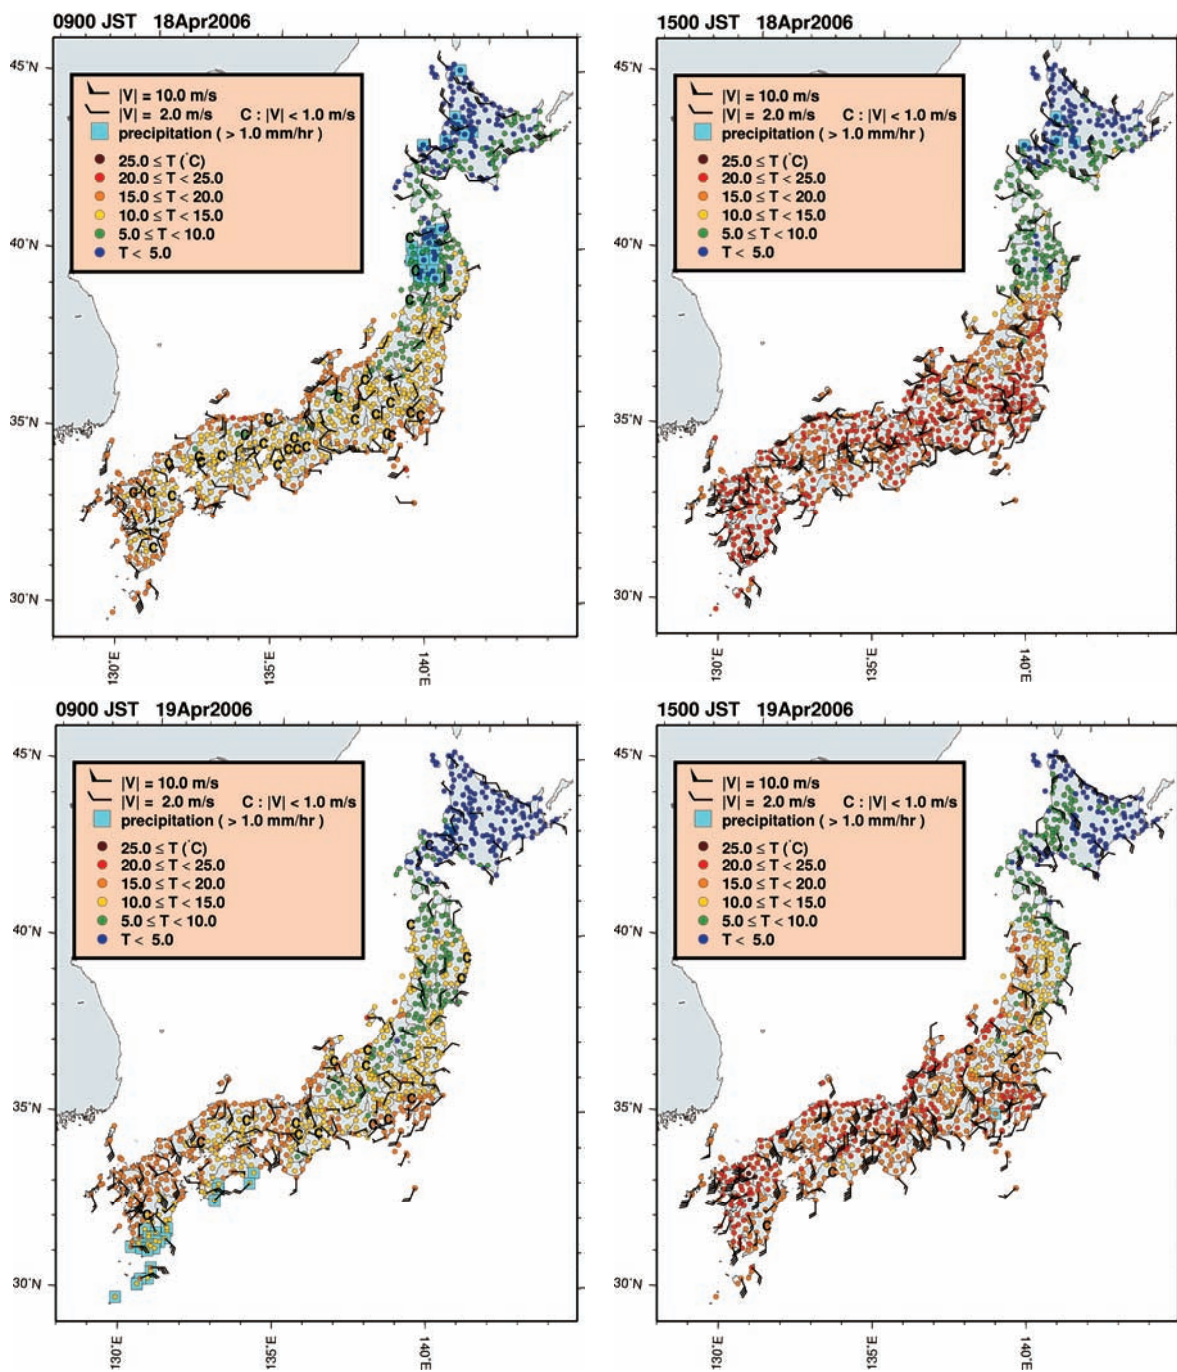 0900 JST 18Apr2006
45°N
40°N
35°N
30°N
130°E
135°E
140°E
|V| = 10.0 m/s
|V| = 2.0 m/s C : |V| < 1.0 m/s
precipitation ( > 1.0 mm/hr )
25.0 ≤ T (°C)
20.0 ≤ T < 25.0
15.0 ≤ T < 20.0
10.0 ≤ T < 15.0
5.0 ≤ T < 10.0
T < 5.0
1500 JST 18Apr2006
45°N
40°N
35°N
30°N
130°E
135°E
140°E
|V| = 10.0 m/s
|V| = 2.0 m/s C : |V| < 1.0 m/s
precipitation ( > 1.0 mm/hr )
25.0 ≤ T (°C)
20.0 ≤ T < 25.0
15.0 ≤ T < 20.0
10.0 ≤ T < 15.0
5.0 ≤ T < 10.0
T < 5.0
0900 JST 19Apr2006
45°N
40°N
35°N
30°N
130°E
135°E
140°E
|V| = 10.0 m/s
|V| = 2.0 m/s C : |V| < 1.0 m/s
precipitation ( > 1.0 mm/hr )
25.0 ≤ T (°C)
20.0 ≤ T < 25.0
15.0 ≤ T < 20.0
10.0 ≤ T < 15.0
5.0 ≤ T < 10.0
T < 5.0
1500 JST 19Apr2006
45°N
40°N
35°N
30°N
130°E
135°E
140°E
|V| = 10.0 m/s
|V| = 2.0 m/s C : |V| < 1.0 m/s
precipitation ( > 1.0 mm/hr )
25.0 ≤ T (°C)
20.0 ≤ T < 25.0
15.0 ≤ T < 20.0
10.0 ≤ T < 15.0
5.0 ≤ T < 10.0
T < 5.0